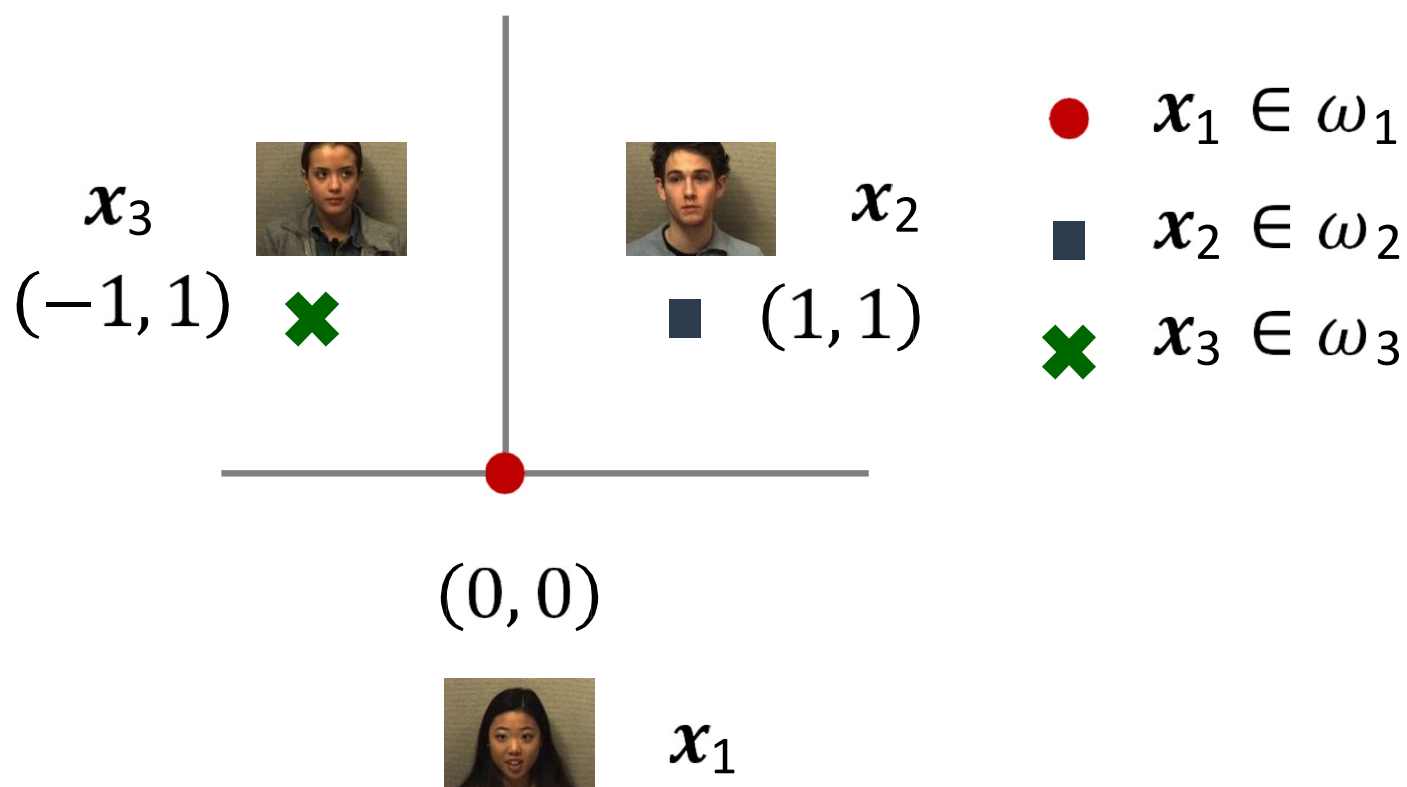 𝒙₃
(−1, 1)
𝒙₂
(1, 1)
(0, 0)
𝒙₁
𝒙₁ ∈ ω₁
𝒙₂ ∈ ω₂
𝒙₃ ∈ ω₃